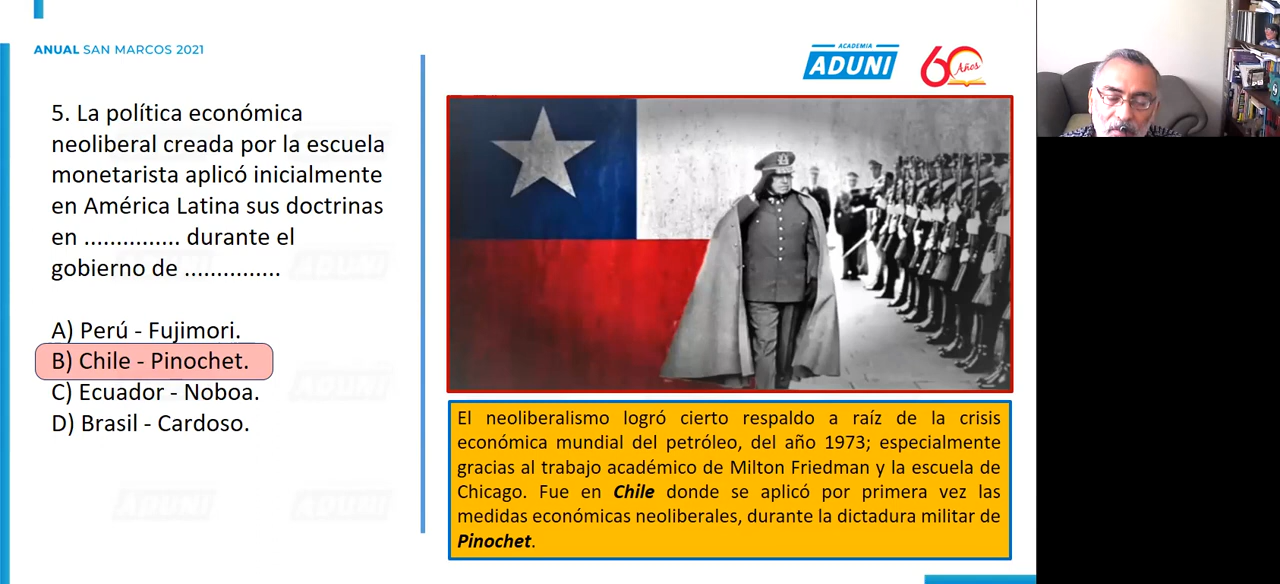 ANUAL SAN MARCOS 2021
ACADEMIA
ADUNI
60 Años
5. La política económica
neoliberal creada por la escuela
monetarista aplicó inicialmente
en América Latina sus doctrinas
en ............... durante el
gobierno de ...............
A) Perú - Fujimori.
B) Chile - Pinochet.
C) Ecuador - Noboa.
D) Brasil - Cardoso.
El neoliberalismo logró cierto respaldo a raíz de la crisis
económica mundial del petróleo, del año 1973; especialmente
gracias al trabajo académico de Milton Friedman y la escuela de
Chicago. Fue en Chile donde se aplicó por primera vez las
medidas económicas neoliberales, durante la dictadura militar de
Pinochet.
ADUNI
ADUNI
ADUNI
ADUNI